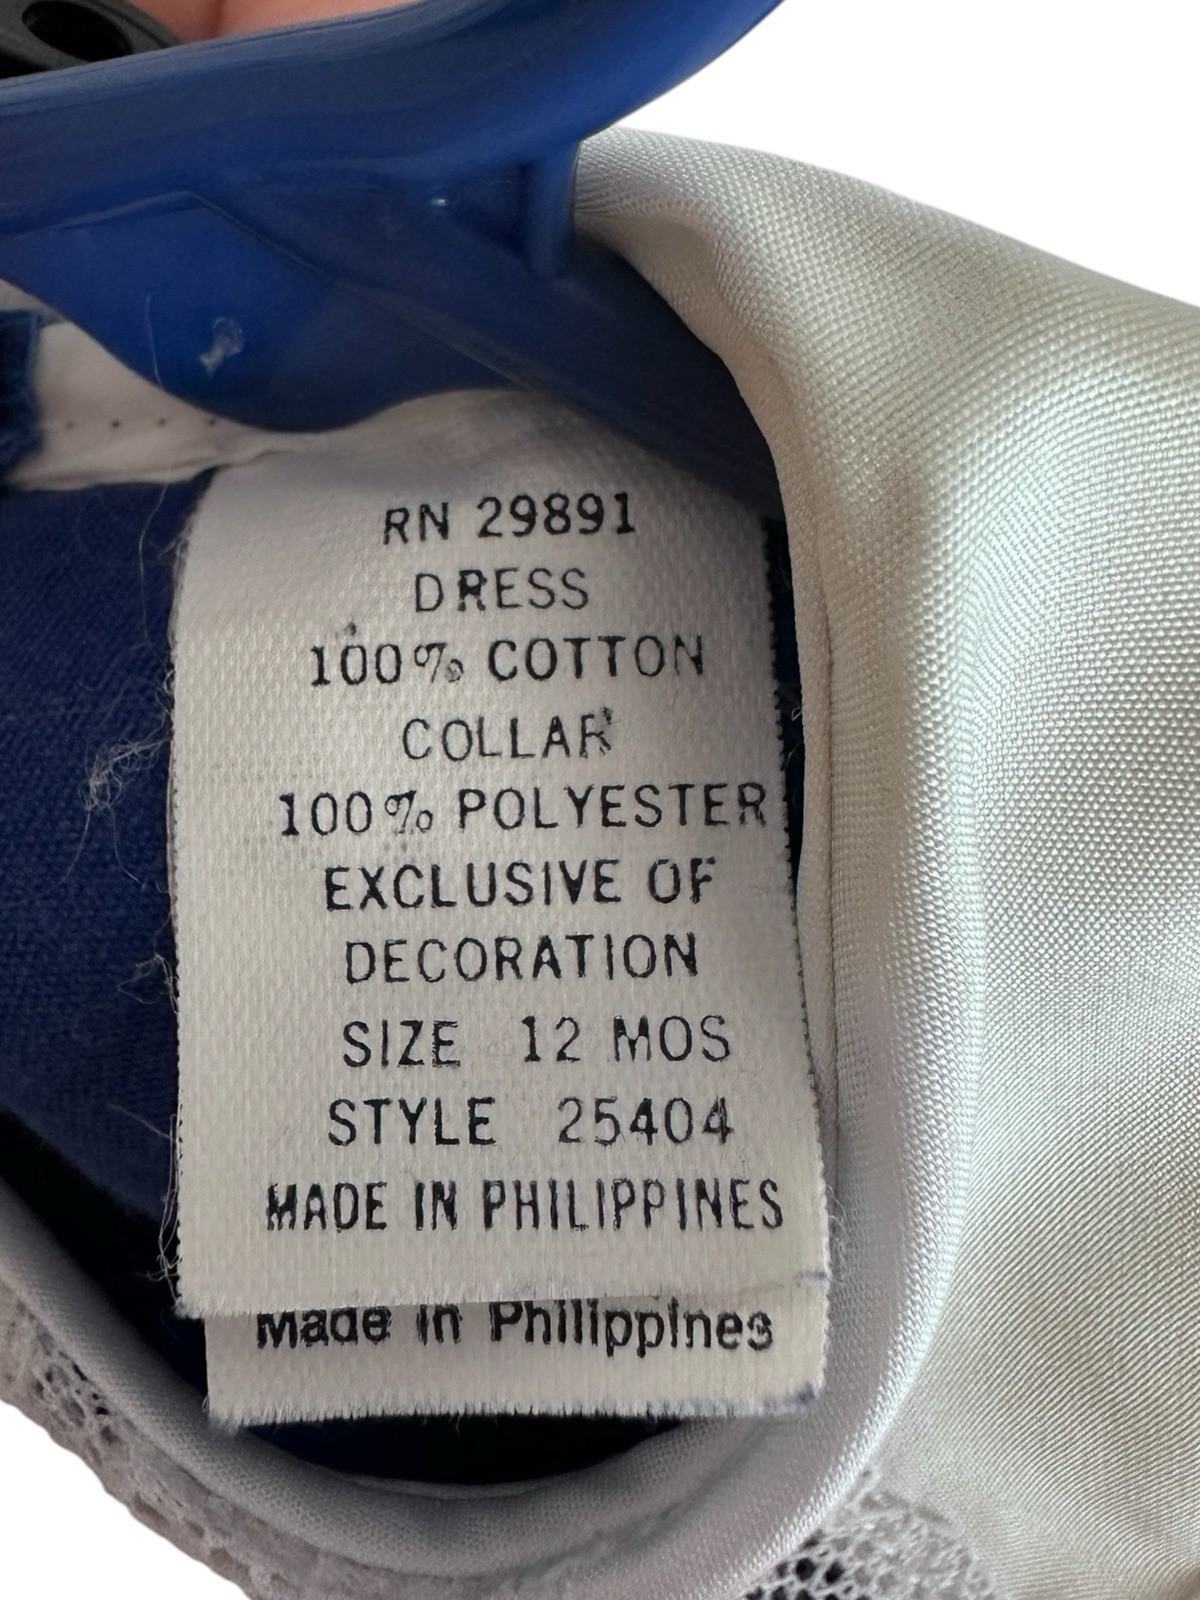 RN 29891
DRESS
100% COTTON
COLLAR
100% POLYESTER
EXCLUSIVE OF
DECORATION
SIZE 12 MOS
STYLE 25404
MADE IN PHILIPPINES
Made in Philippines